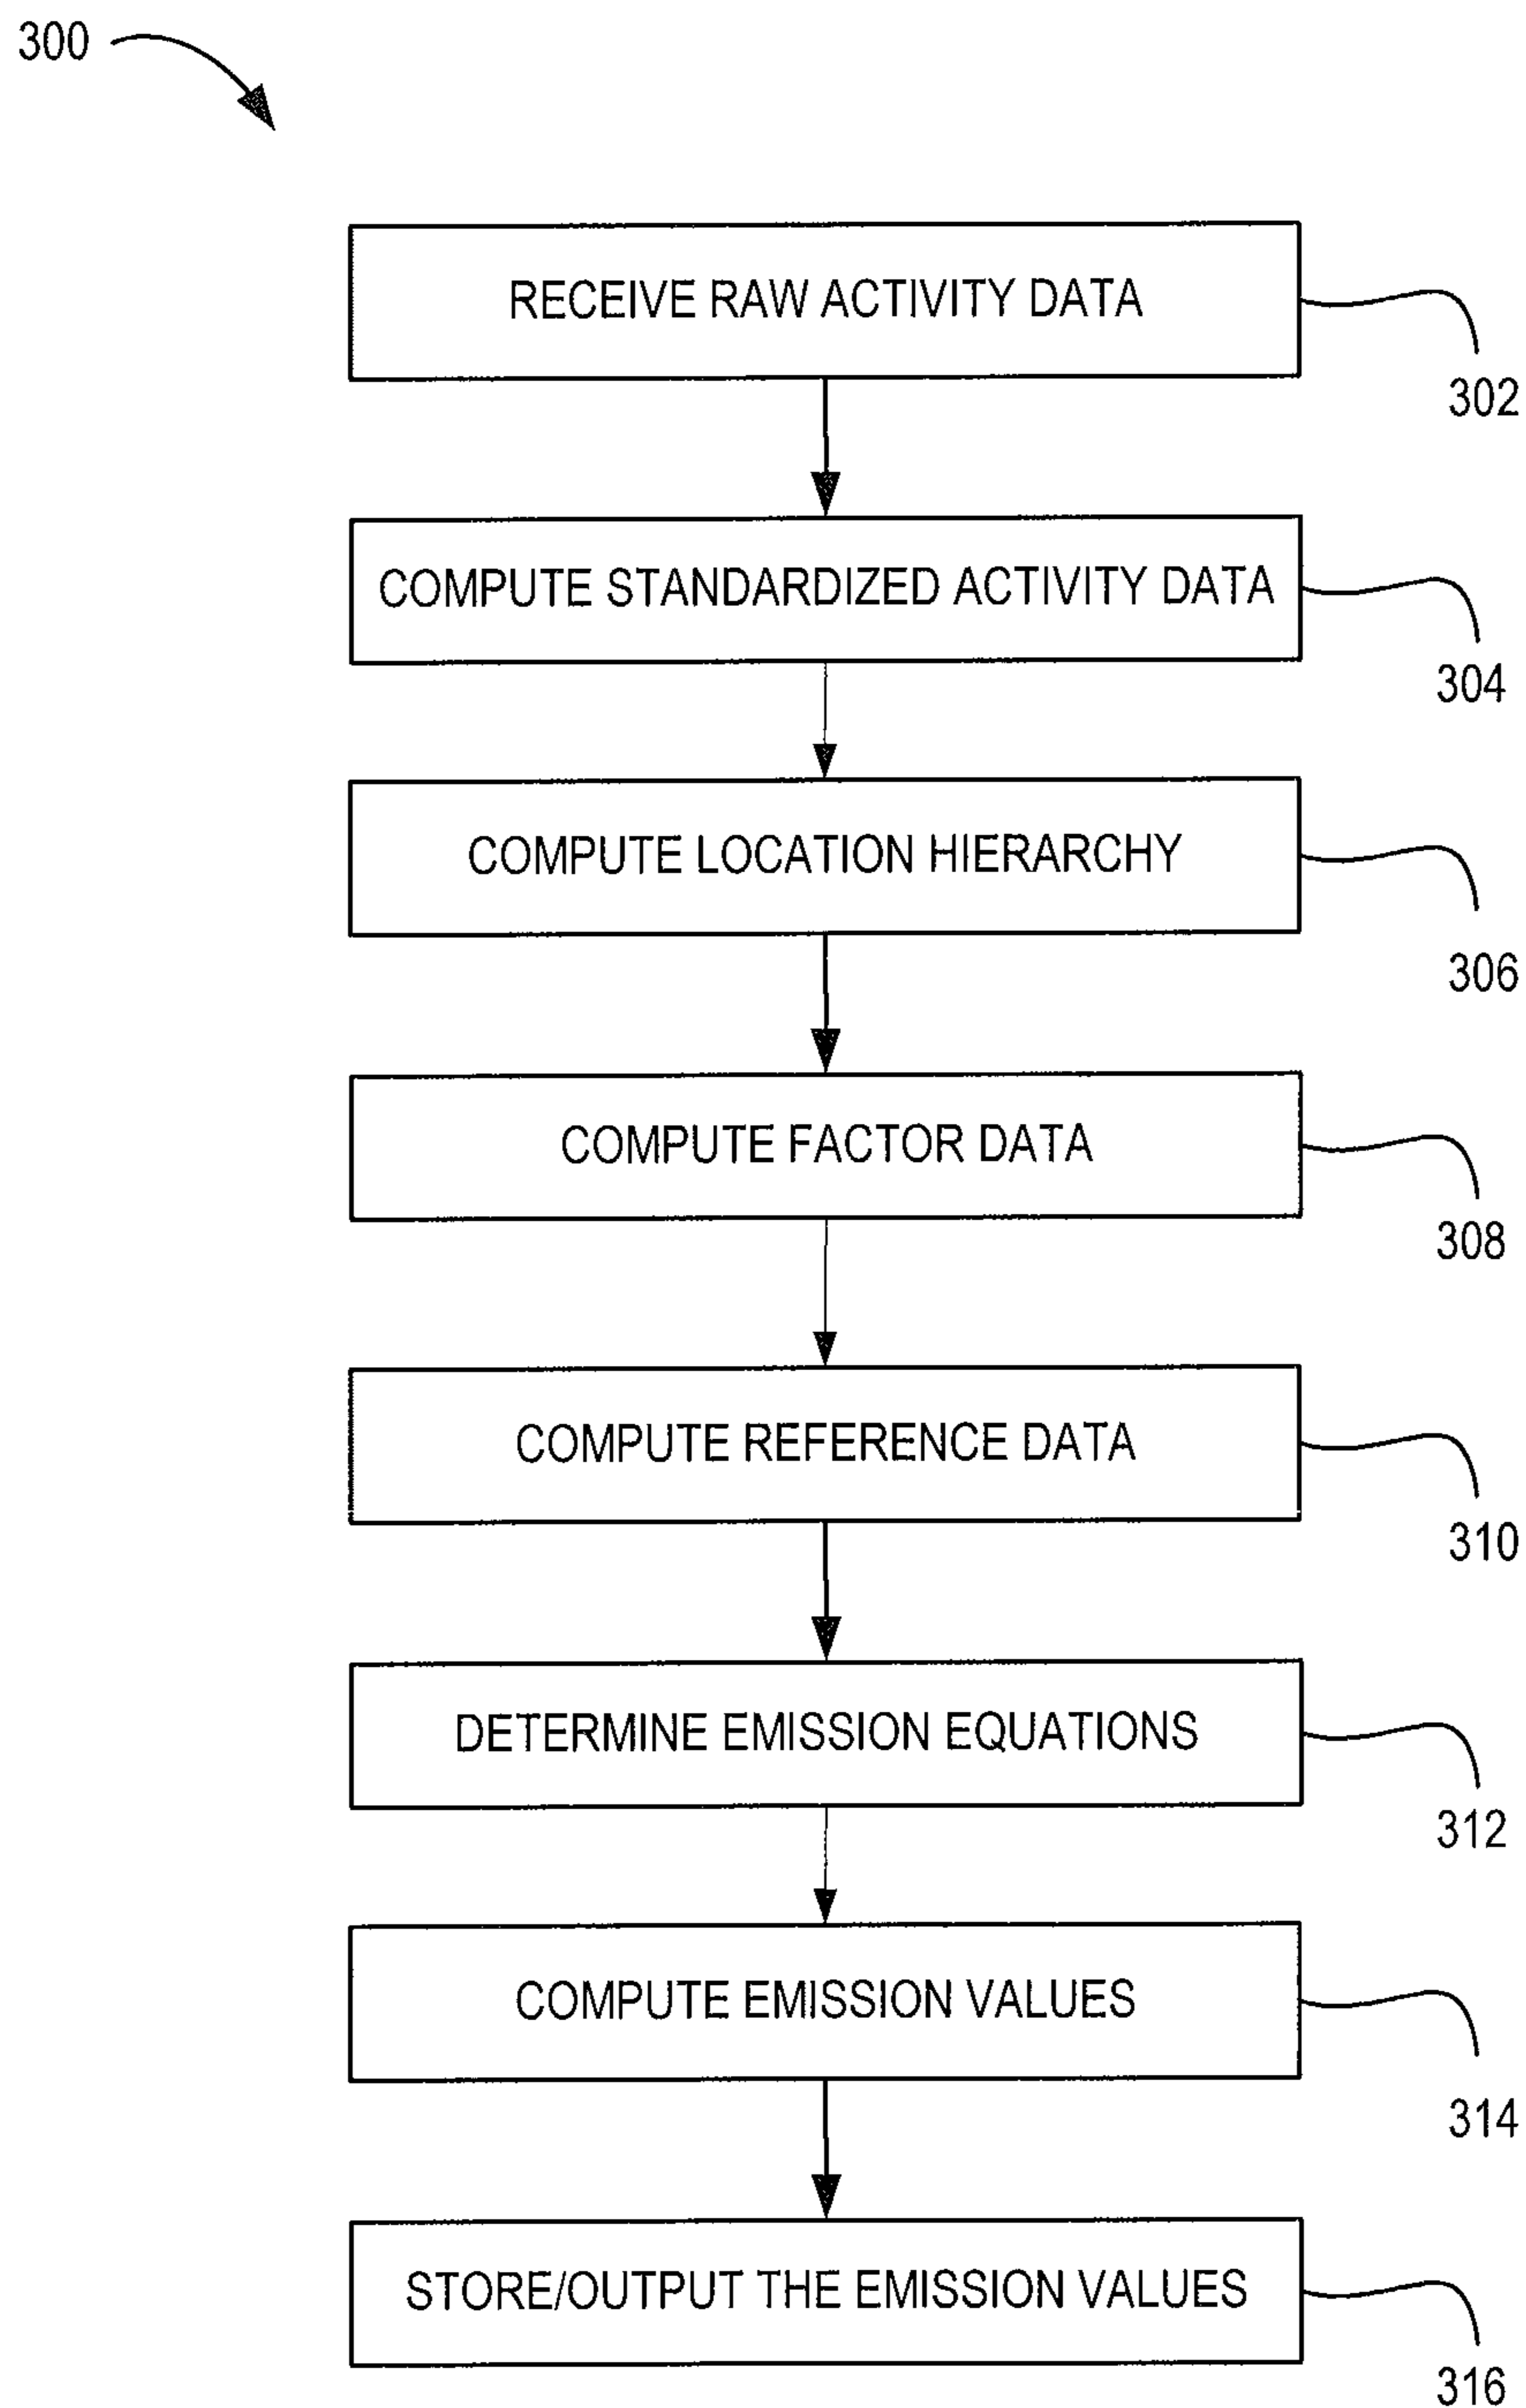 300
RECEIVE RAW ACTIVITY DATA
302
COMPUTE STANDARDIZED ACTIVITY DATA
304
COMPUTE LOCATION HIERARCHY
306
COMPUTE FACTOR DATA
308
COMPUTE REFERENCE DATA
310
DETERMINE EMISSION EQUATIONS
312
COMPUTE EMISSION VALUES
314
STORE/OUTPUT THE EMISSION VALUES
316